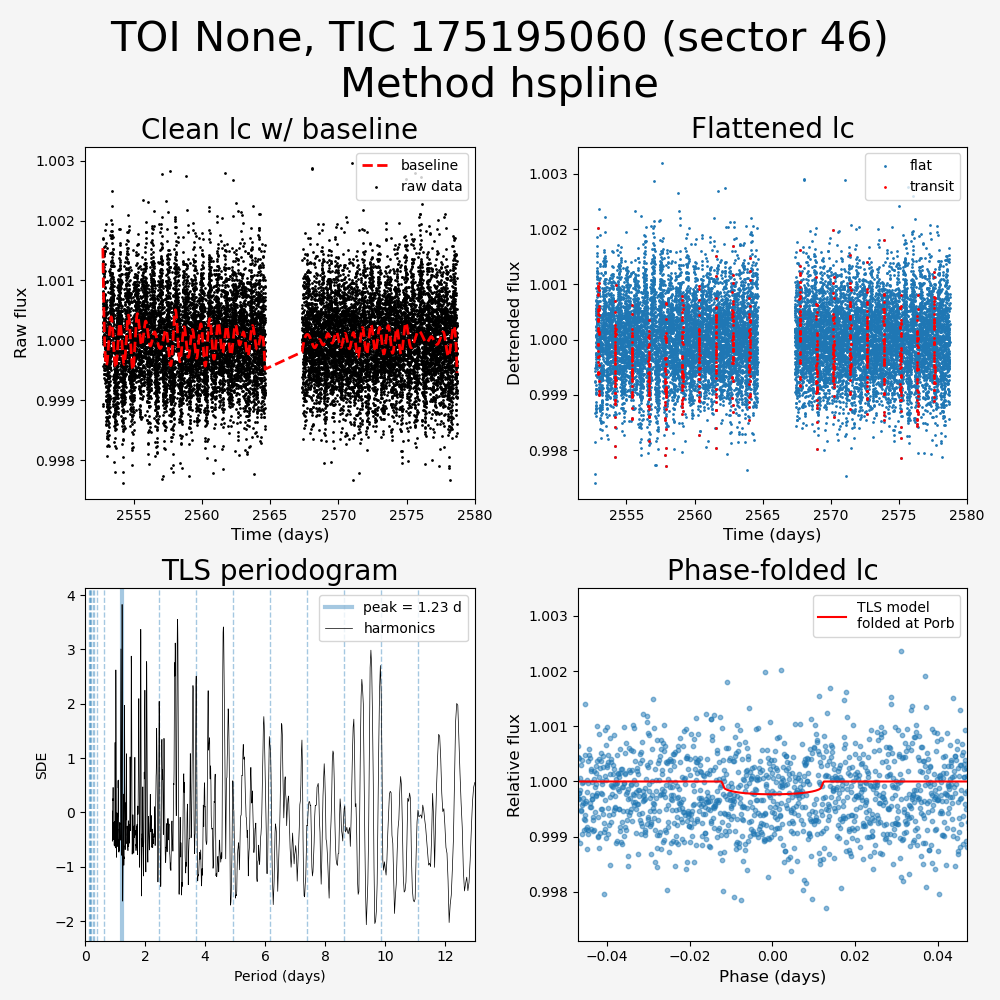 TOI None, TIC 175195060 (sector 46)
Method hspline
Clean lc w/ baseline
Raw flux
1.003
1.002
1.001
1.000
0.999
0.998
baseline
raw data
2555
2560
2565
2570
2575
2580
Time (days)
Flattened lc
Detrended flux
1.003
1.002
1.001
1.000
0.999
0.998
flat
transit
2555
2560
2565
2570
2575
2580
Time (days)
TLS periodogram
SDE
4
3
2
1
0
−1
−2
peak = 1.23 d
harmonics
0
2
4
6
8
10
12
Period (days)
Phase-folded lc
Relative flux
1.003
1.002
1.001
1.000
0.999
0.998
TLS model
folded at Porb
−0.04
−0.02
0.00
0.02
0.04
Phase (days)